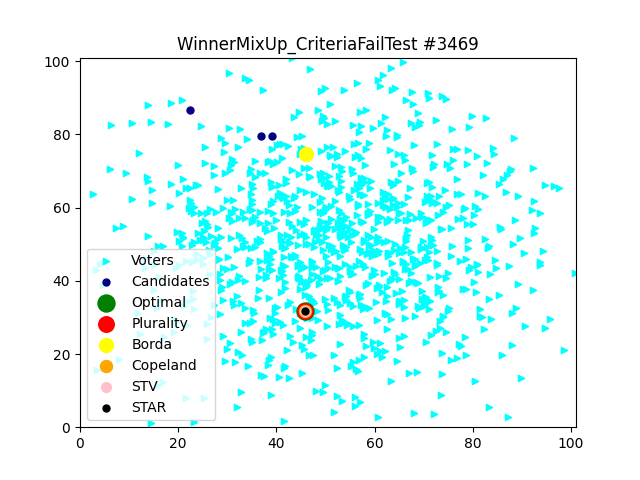 WinnerMixUp_CriteriaFailTest #3469
100
80
60
40
20
0
0 20 40 60 80 100
Voters
Candidates
Optimal
Plurality
Borda
Copeland
STV
STAR